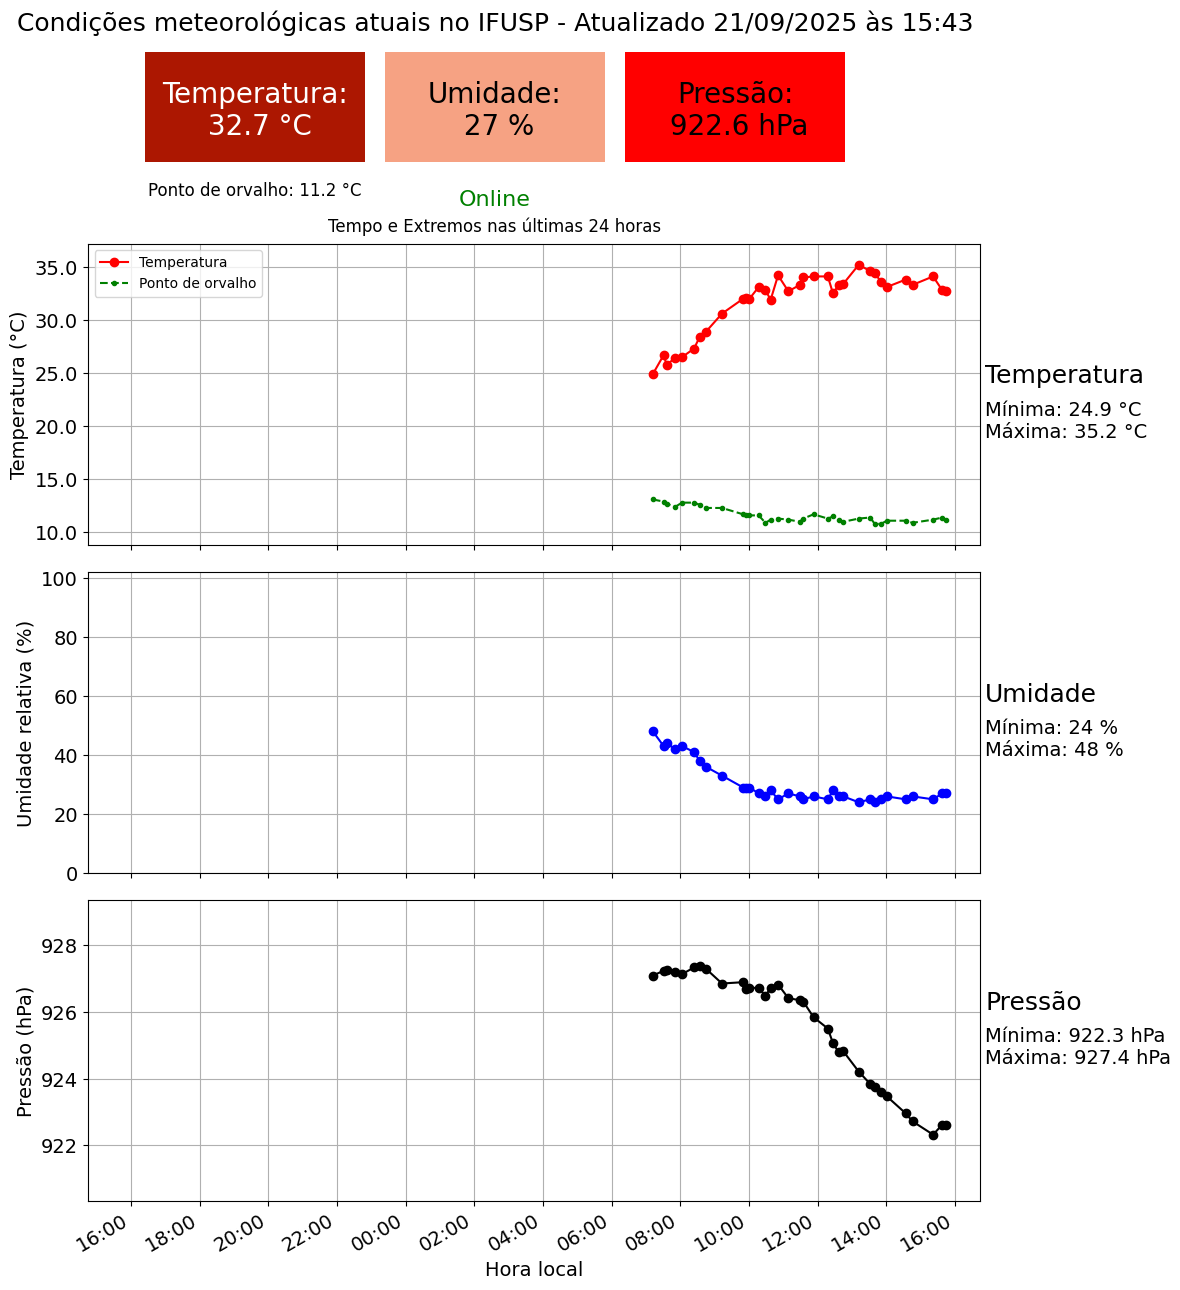 Condições meteorológicas atuais no IFUSP - Atualizado 21/09/2025 às 15:43
Temperatura:
32.7 °C
Umidade:
27 %
Pressão:
922.6 hPa
Ponto de orvalho: 11.2 °C
Online
Tempo e Extremos nas últimas 24 horas
Temperatura
Ponto de orvalho
Temperatura (°C)
35.0
30.0
25.0
20.0
15.0
10.0
Temperatura
Mínima: 24.9 °C
Máxima: 35.2 °C
Umidade relativa (%)
100
80
60
40
20
0
Umidade
Mínima: 24 %
Máxima: 48 %
Pressão (hPa)
928
926
924
922
Pressão
Mínima: 922.3 hPa
Máxima: 927.4 hPa
16:00 18:00 20:00 22:00 00:00 02:00 04:00 06:00 08:00 10:00 12:00 14:00 16:00
Hora local